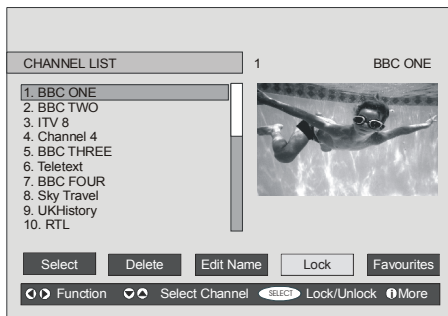 CHANNEL LIST
1 BBC ONE
1. BBC ONE
2. BBC TWO
3. ITV 8
4. Channel 4
5. BBC THREE
6. Teletext
7. BBC FOUR
8. Sky Travel
9. UKHistory
10. RTL
Select Delete Edit Name Lock Favourites
Function Select Channel SELECT Lock/Unlock i More